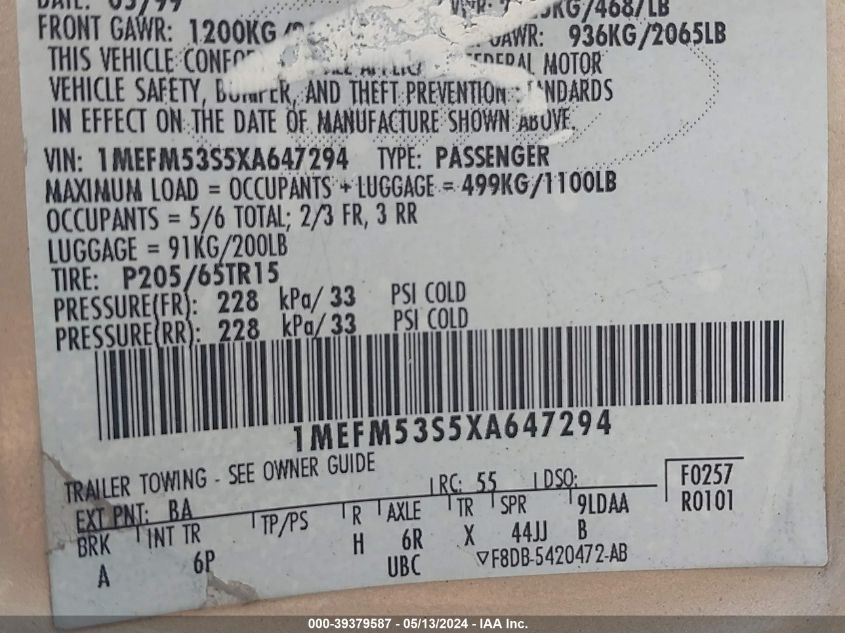 DATE: 05/99
FRONT GAWR: 1200KG
GAWR: 936KG/2065LB
THIS VEHICLE FEDERAL MOTOR
VEHICLE SAFETY, BUMPER, AND THEFT PREVENTION STANDARDS
IN EFFECT ON THE DATE OF MANUFACTURE SHOWN ABOVE.
VIN: 1MEFM53S5XA647294 TYPE: PASSENGER
MAXIMUM LOAD = OCCUPANTS + LUGGAGE = 499KG/1100LB
OCCUPANTS = 5/6 TOTAL; 2/3 FR, 3 RR
LUGGAGE = 91KG/200LB
TIRE: P205/65TR15
PRESSURE(FR): 228 kPa/ 33 PSI COLD
PRESSURE(RR): 228 kPa/ 33 PSI COLD
1MEFM53S5XA647294
TRAILER TOWING - SEE OWNER GUIDE
EXT PNT: BA RC: 55 DSO:
F0257
R0101
BRK INT TR TP/PS R AXLE TR SPR 9LDAA
A 6P H 6R X 44JJ B
UBC ▽F8DB-5420472-AB
000-39379587 - 05/13/2024 - IAA Inc.